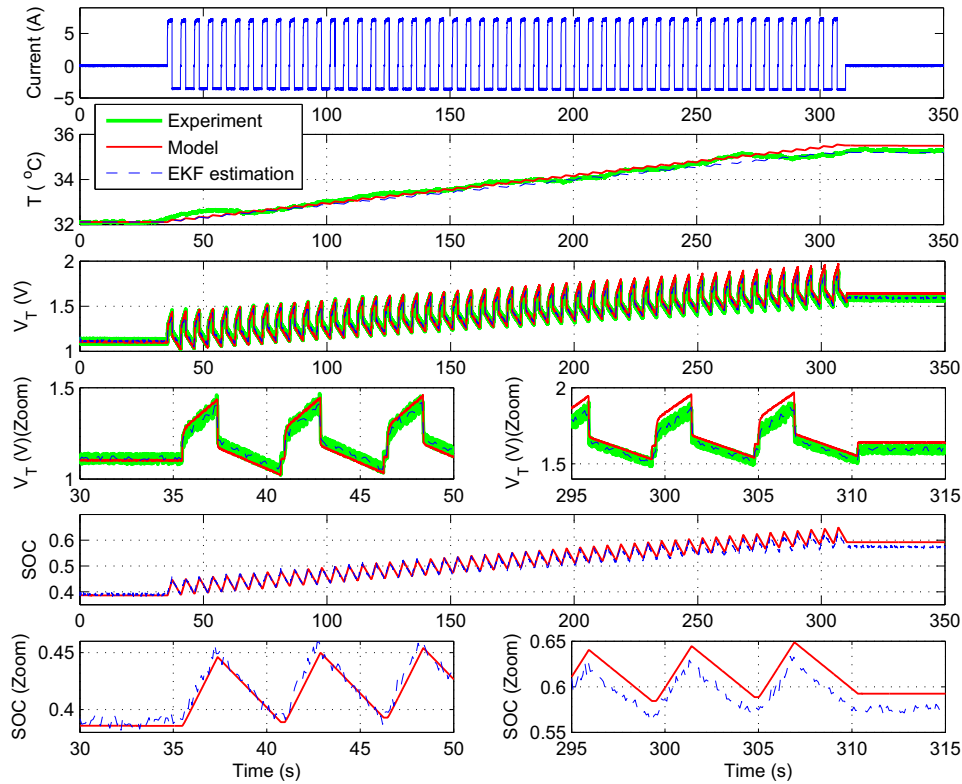 Current (A)
5
0
−5
0 50 100 150 200 250 300 350
Experiment
Model
EKF estimation
T ( °C)
36
34
32
0 50 100 150 200 250 300 350
V_T (V)
2
1.5
1
0 50 100 150 200 250 300 350
V_T (V)(Zoom)
1.5
1
30 35 40 45 50
V_T (V)(Zoom)
2
1.5
295 300 305 310 315
SOC
0.6
0.5
0.4
0 50 100 150 200 250 300 350
SOC (Zoom)
0.45
0.4
30 35 40 45 50
Time (s)
SOC (Zoom)
0.65
0.6
0.55
295 300 305 310 315
Time (s)